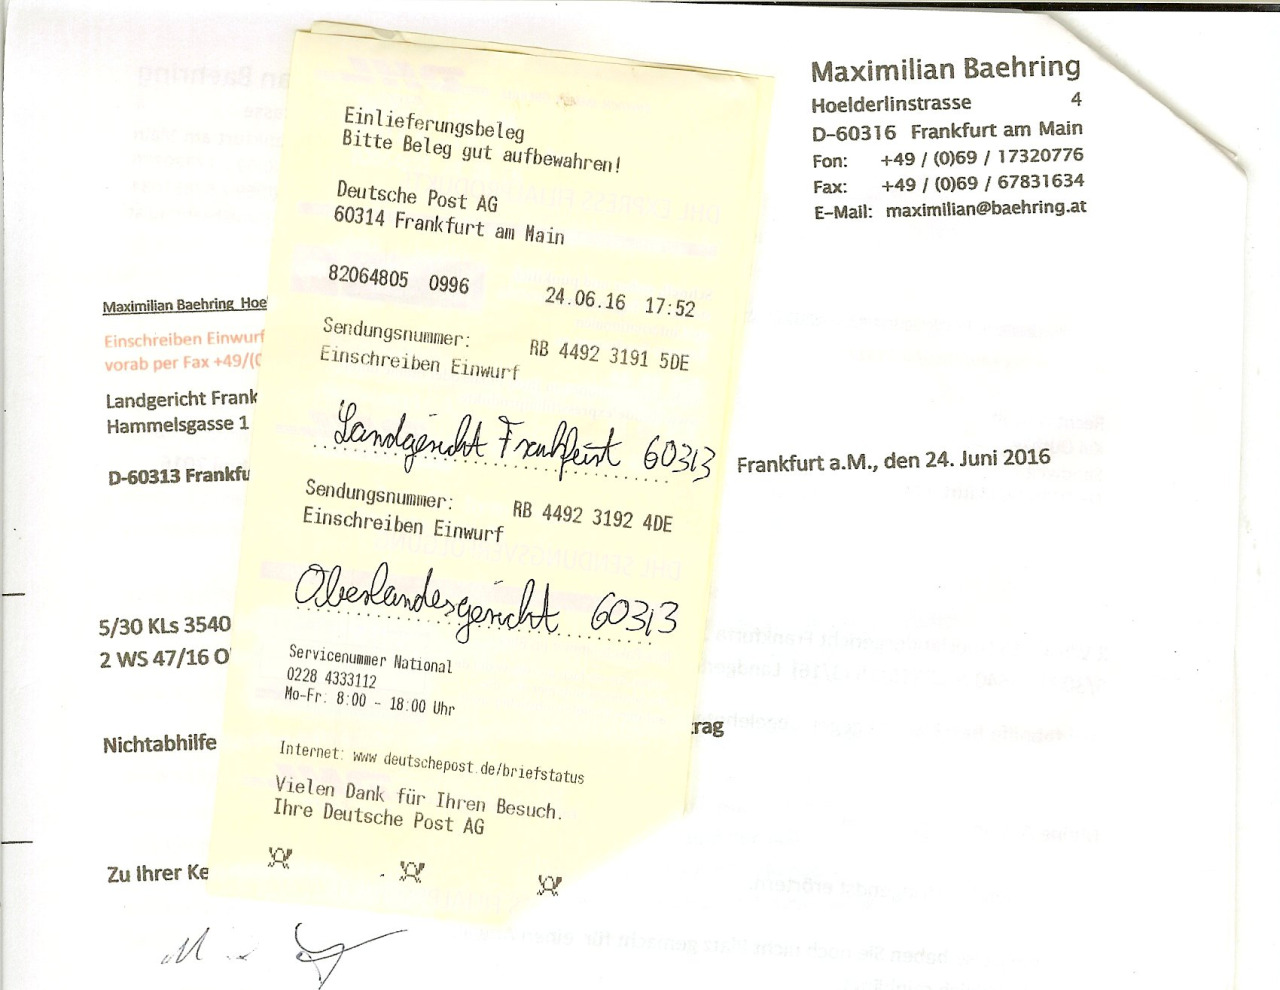 Maximilian Baehring
Hoelderlinstrasse 4
D-60316 Frankfurt am Main
Fon: +49 / (0)69 / 17320776
Fax: +49 / (0)69 / 67831634
E-Mail: maximilian@baehring.at
Einlieferungsbeleg
Bitte Beleg gut aufbewahren!
Deutsche Post AG
60314 Frankfurt am Main
82064805 0996 24.06.16 17:52
Sendungsnummer: RB 4492 3191 5DE
Einschreiben Einwurf
Landgericht Frankfurt 60313
Sendungsnummer: RB 4492 3192 4DE
Einschreiben Einwurf
Oberlandesgericht 60313
Servicenummer National
0228 4333112
Mo-Fr: 8:00 - 18:00 Uhr
Internet: www deutschepost.de/briefstatus
Vielen Dank für Ihren Besuch.
Ihre Deutsche Post AG
Maximilian Baehring Hoe
Einschreiben Einwurf
vorab per Fax +49/(0
Landgericht Frank
Hammelsgasse 1
D-60313 Frankfu
Frankfurt a.M., den 24. Juni 2016
5/30 KLs 3540
2 WS 47/16 O
Nichtabhilfe trag
Zu Ihrer Ke